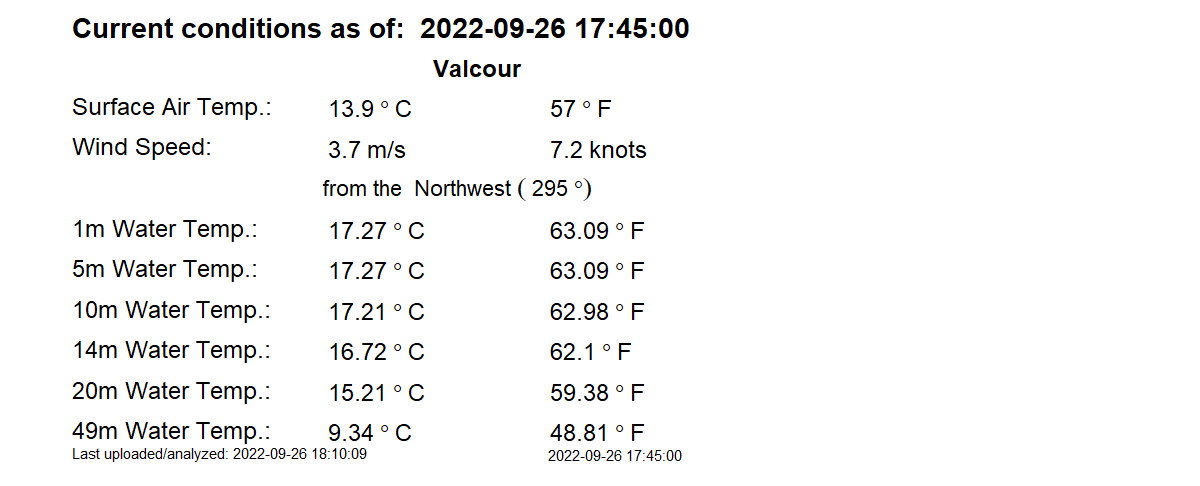 Current conditions as of: 2022-09-26 17:45:00
Valcour
Surface Air Temp.: 13.9 ° C 57 ° F
Wind Speed: 3.7 m/s 7.2 knots
from the Northwest ( 295 °)
1m Water Temp.: 17.27 ° C 63.09 ° F
5m Water Temp.: 17.27 ° C 63.09 ° F
10m Water Temp.: 17.21 ° C 62.98 ° F
14m Water Temp.: 16.72 ° C 62.1 ° F
20m Water Temp.: 15.21 ° C 59.38 ° F
49m Water Temp.: 9.34 ° C 48.81 ° F
Last uploaded/analyzed: 2022-09-26 18:10:09 2022-09-26 17:45:00